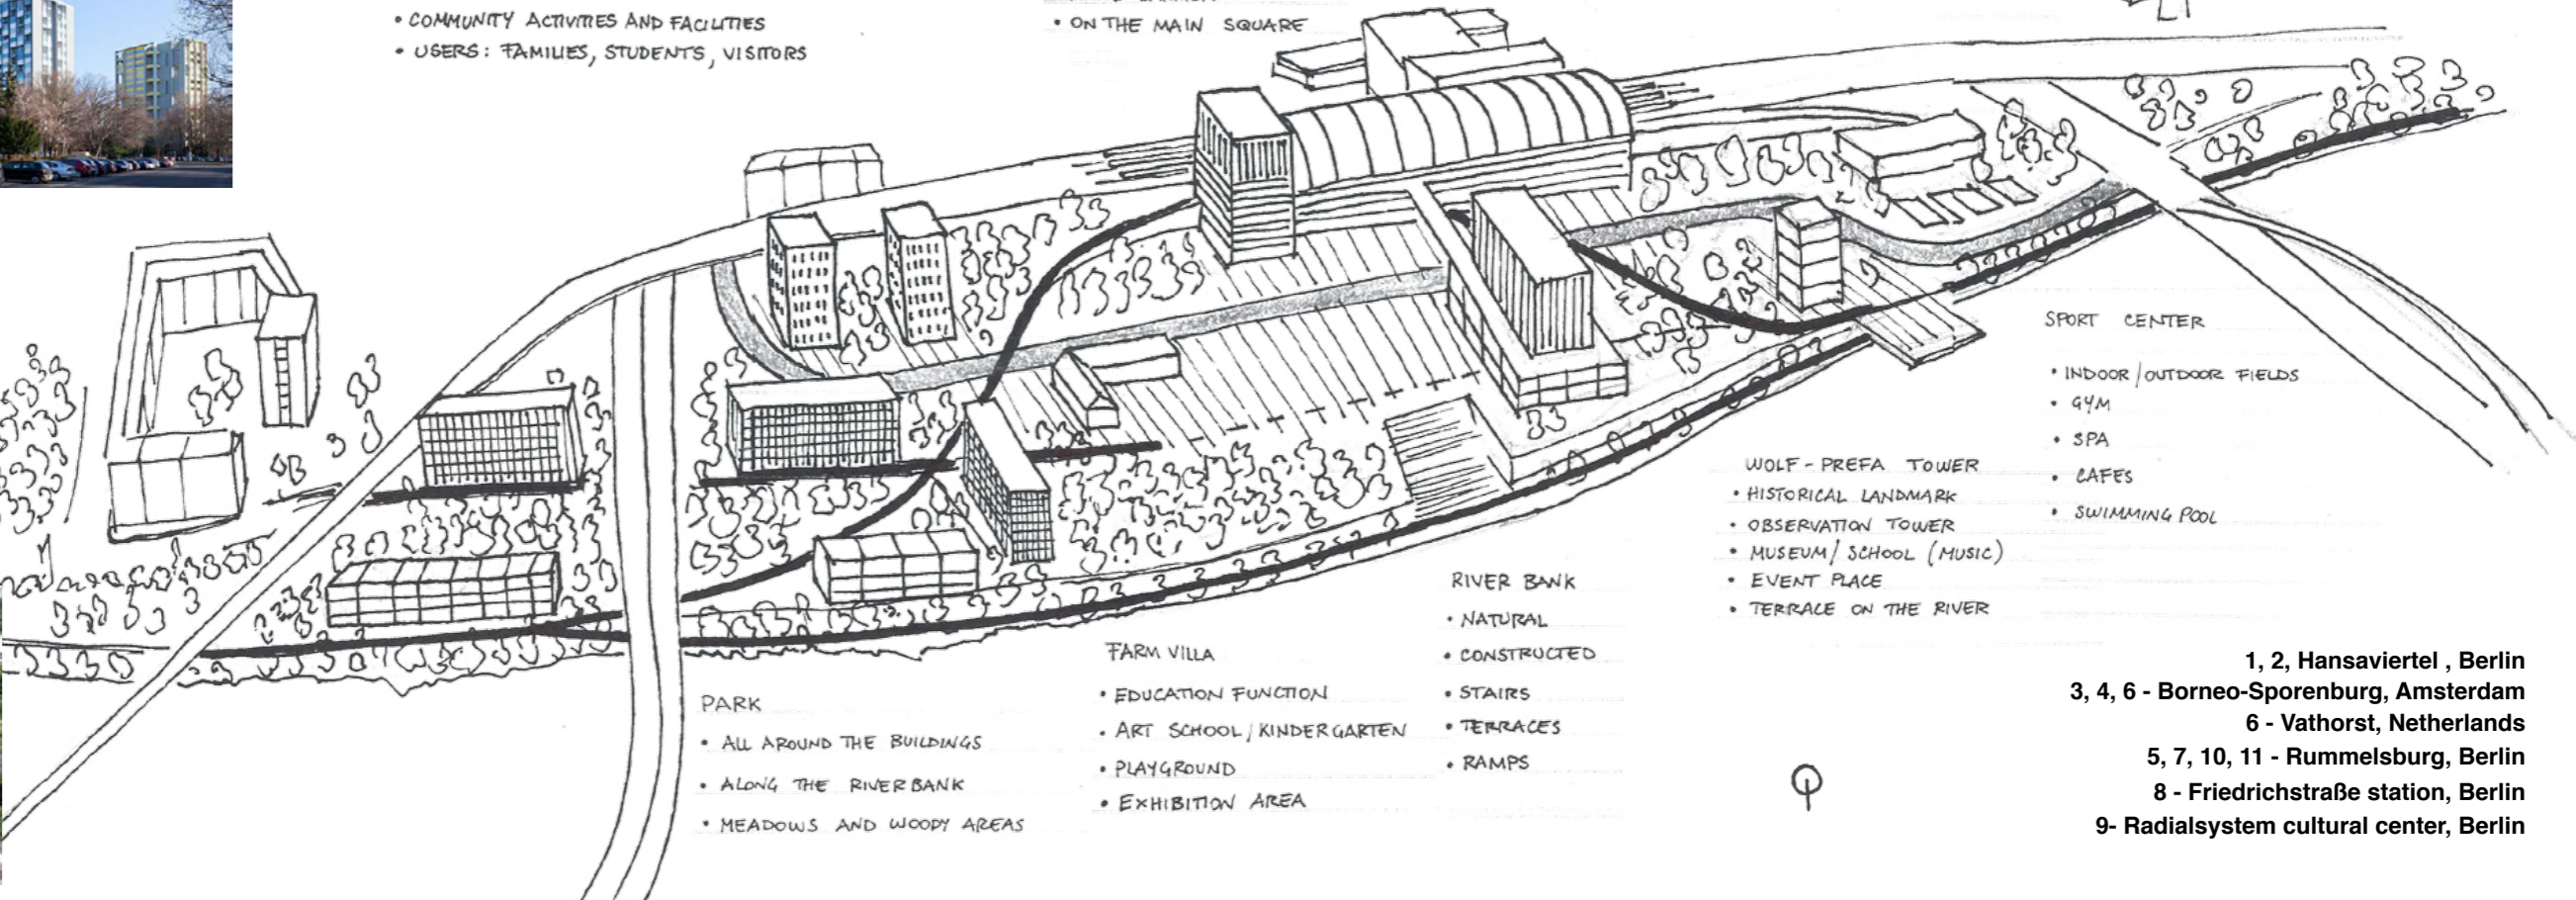 • COMMUNITY ACTIVITIES AND FACILITIES
• USERS: FAMILIES, STUDENTS, VISITORS
• ON THE MAIN SQUARE
SPORT CENTER
• INDOOR/OUTDOOR FIELDS
• GYM
• SPA
• CAFES
• SWIMMING POOL
WOLF-PREFA TOWER
• HISTORICAL LANDMARK
• OBSERVATION TOWER
• MUSEUM/SCHOOL (MUSIC)
• EVENT PLACE
• TERRACE ON THE RIVER
RIVER BANK
• NATURAL
• CONSTRUCTED
• STAIRS
• TERRACES
• RAMPS
FARM VILLA
• EDUCATION FUNCTION
• ART SCHOOL/KINDERGARTEN
• PLAYGROUND
• EXHIBITION AREA
PARK
• ALL AROUND THE BUILDINGS
• ALONG THE RIVERBANK
• MEADOWS AND WOODY AREAS
1, 2, Hansaviertel , Berlin
3, 4, 6 - Borneo-Sporenburg, Amsterdam
6 - Vathorst, Netherlands
5, 7, 10, 11 - Rummelsburg, Berlin
8 - Friedrichstraße station, Berlin
9- Radialsystem cultural center, Berlin